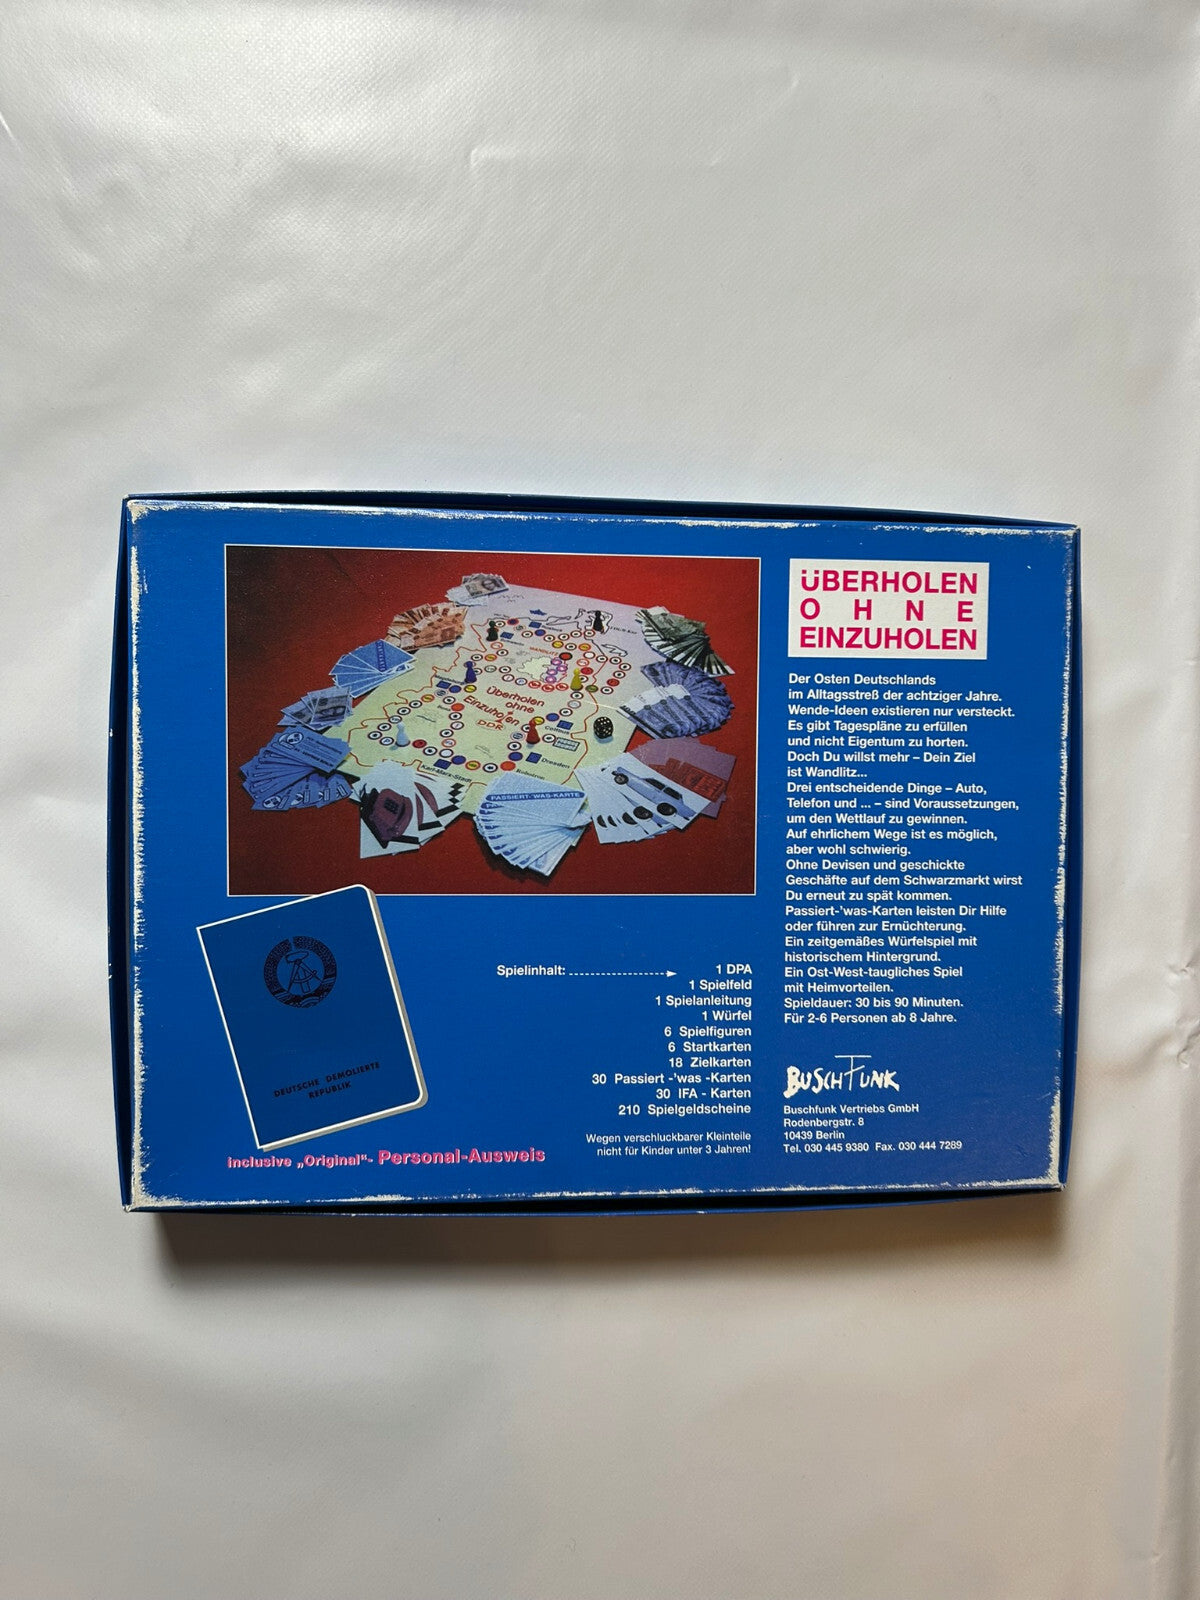 ÜBERHOLEN
OHNE
EINZUHOLEN
Der Osten Deutschlands
im Alltagsstreß der achtziger Jahre.
Wende-Ideen existieren nur versteckt.
Es gibt Tagespläne zu erfüllen
und nicht Eigentum zu horten.
Doch Du willst mehr – Dein Ziel
ist Wandlitz...
Drei entscheidende Dinge – Auto,
Telefon und ... – sind Voraussetzungen,
um den Wettlauf zu gewinnen.
Auf ehrlichem Wege ist es möglich,
aber wohl schwierig.
Ohne Devisen und geschickte
Geschäfte auf dem Schwarzmarkt wirst
Du erneut zu spät kommen.
Passiert-'was-Karten leisten Dir Hilfe
oder führen zur Ernüchterung.
Ein zeitgemäßes Würfelspiel mit
historischem Hintergrund.
Ein Ost-West-taugliches Spiel
mit Heimvorteilen.
Spieldauer: 30 bis 90 Minuten.
Für 2-6 Personen ab 8 Jahre.
BUSCHFUNK
Buschfunk Vertriebs GmbH
Rodenbergstr. 8
10439 Berlin
Tel. 030 445 9380 Fax. 030 444 7289
Überholen
ohne
Einzuholen
DDR
WANDLITZ
Cottbus
Dresden
Robotron
Karl-Marx-Stadt
PASSIERT-'WAS-KARTE
Spielinhalt: 1 DPA
1 Spielfeld
1 Spielanleitung
1 Würfel
6 Spielfiguren
6 Startkarten
18 Zielkarten
30 Passiert -'was -Karten
30 IFA - Karten
210 Spielgeldscheine
Wegen verschluckbarer Kleinteile
nicht für Kinder unter 3 Jahren!
DEUTSCHE DEMOLIERTE
REPUBLIK
inclusive „Original“- Personal-Ausweis